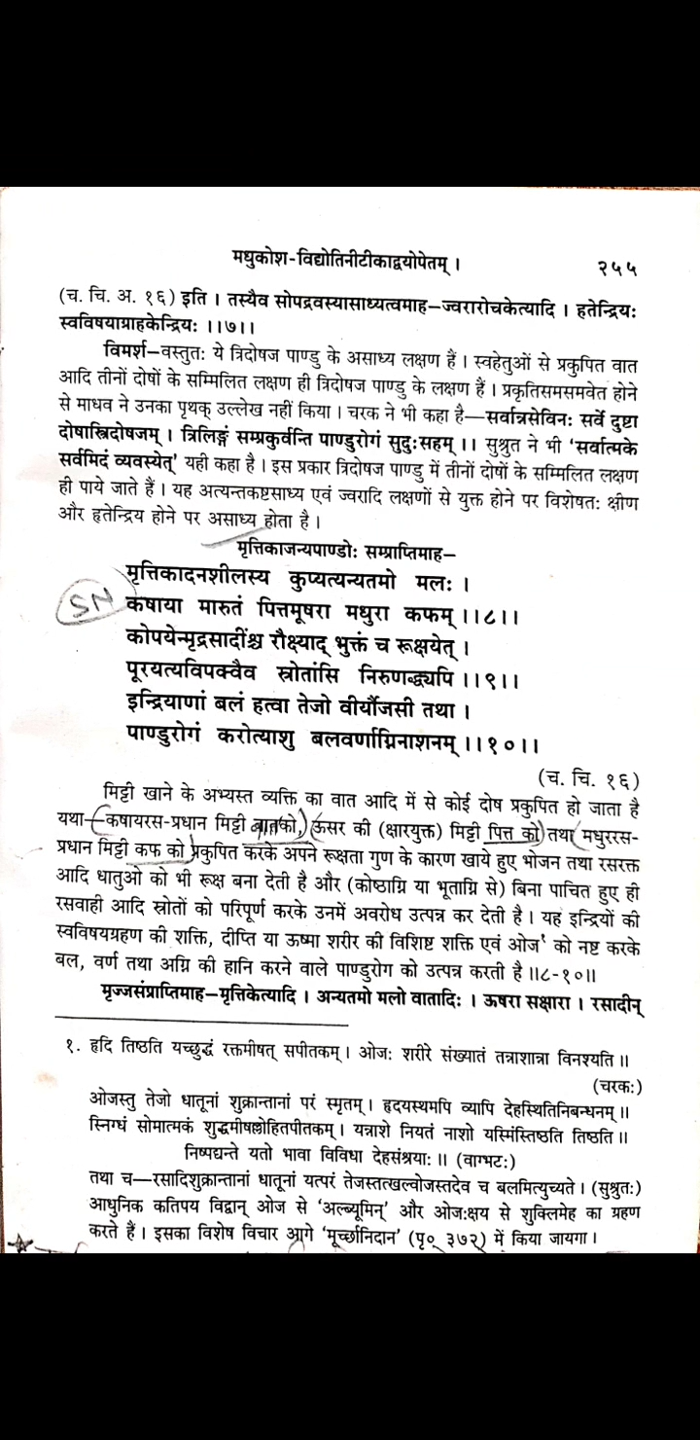 मधुकोश-विद्योतिनीटीकाद्वयोपेतम् । २५५
(च. चि. अ. १६) इति । तस्यैव सोपद्रवस्यासाध्यत्वमाह–ज्वरारोचकेत्यादि । हतेन्द्रियः
स्वविषयाग्राहकेन्द्रियः ।।७।।
विमर्श–वस्तुतः ये त्रिदोषज पाण्डु के असाध्य लक्षण हैं । स्वहेतुओं से प्रकुपित वात
आदि तीनों दोषों के सम्मिलित लक्षण ही त्रिदोषज पाण्डु के लक्षण हैं । प्रकृतिसमसमवेत होने
से माधव ने उनका पृथक् उल्लेख नहीं किया । चरक ने भी कहा है—सर्वान्नसेविनः सर्वे दुष्टा
दोषास्त्रिदोषजम् । त्रिलिङ्गं सम्प्रकुर्वन्ति पाण्डुरोगं सुदुःसहम् ।। सुश्रुत ने भी ‘सर्वात्मके
सर्वमिदं व्यवस्येत्’ यही कहा है । इस प्रकार त्रिदोषज पाण्डु में तीनों दोषों के सम्मिलित लक्षण
ही पाये जाते हैं । यह अत्यन्तकष्टसाध्य एवं ज्वरादि लक्षणों से युक्त होने पर विशेषतः क्षीण
और हृतेन्द्रिय होने पर असाध्य होता है ।
मृत्तिकाजन्यपाण्डोः सम्प्राप्तिमाह–
मृत्तिकादनशीलस्य कुप्यत्यन्यतमो मलः ।
SN कषाया मारुतं पित्तमूषरा मधुरा कफम् ।।८।।
कोपयेन्मृद्रसादींश्च रौक्ष्याद् भुक्तं च रूक्षयेत् ।
पूरयत्यविपक्वैव स्रोतांसि निरुणद्ध्यपि ।।९।।
इन्द्रियाणां बलं हत्वा तेजो वीर्यौजसी तथा ।
पाण्डुरोगं करोत्याशु बलवर्णाग्निनाशनम् ।।१०।।
(च. चि. १६)
मिट्टी खाने के अभ्यस्त व्यक्ति का वात आदि में से कोई दोष प्रकुपित हो जाता है
यथा—कषायरस-प्रधान मिट्टी वात को, ऊसर की (क्षारयुक्त) मिट्टी पित्त को तथा मधुररस-
प्रधान मिट्टी कफ को प्रकुपित करके अपने रूक्षता गुण के कारण खाये हुए भोजन तथा रसरक्त
आदि धातुओ को भी रूक्ष बना देती है और (कोष्ठाग्नि या भूताग्नि से) बिना पाचित हुए ही
रसवाही आदि स्रोतों को परिपूर्ण करके उनमें अवरोध उत्पन्न कर देती है । यह इन्द्रियों की
स्वविषयग्रहण की शक्ति, दीप्ति या ऊष्मा शरीर की विशिष्ट शक्ति एवं ओज¹ को नष्ट करके
बल, वर्ण तथा अग्नि की हानि करने वाले पाण्डुरोग को उत्पन्न करती है ॥८-१०॥
मृज्जसंप्राप्तिमाह–मृत्तिकेत्यादि । अन्यतमो मलो वातादिः । ऊषरा सक्षारा । रसादीन्
१. हृदि तिष्ठति यच्छुद्धं रक्तमीषत् सपीतकम् । ओजः शरीरे संख्यातं तन्नाशान्ना विनश्यति ॥
(चरकः)
ओजस्तु तेजो धातूनां शुक्रान्तानां परं स्मृतम् । हृदयस्थमपि व्यापि देहस्थितिनिबन्धनम् ॥
स्निग्धं सोमात्मकं शुद्धमीषल्लोहितपीतकम् । यन्नाशे नियतं नाशो यस्मिंस्तिष्ठति तिष्ठति ॥
निष्पद्यन्ते यतो भावा विविधा देहसंश्रयाः ॥ (वाग्भटः)
तथा च—रसादिशुक्रान्तानां धातूनां यत्परं तेजस्तत्खल्वोजस्तदेव च बलमित्युच्यते । (सुश्रुतः)
आधुनिक कतिपय विद्वान् ओज से ‘अल्ब्यूमिन्’ और ओजःक्षय से शुक्लिमेह का ग्रहण
करते हैं । इसका विशेष विचार आगे ‘मूर्च्छानिदान’ (पृ० ३७२) में किया जायगा ।